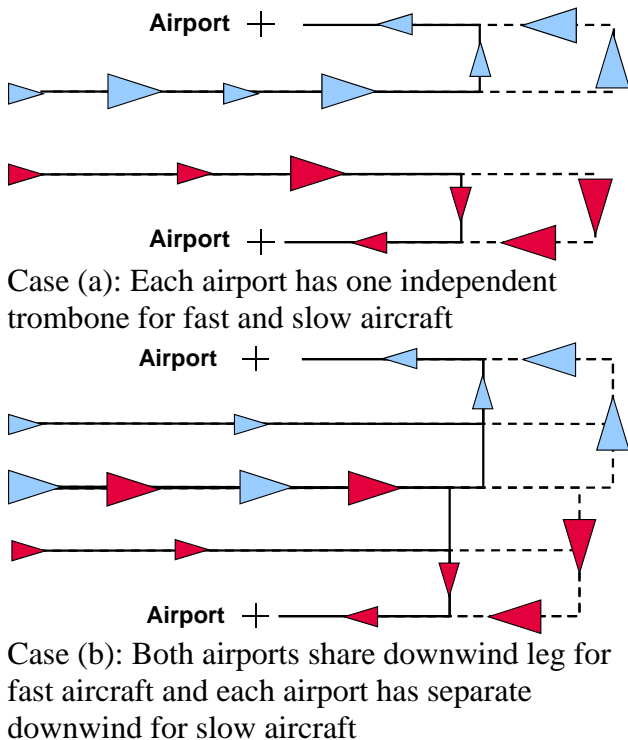 Airport
Airport
Case (a): Each airport has one independent
trombone for fast and slow aircraft
Airport
Airport
Case (b): Both airports share downwind leg for
fast aircraft and each airport has separate
downwind for slow aircraft